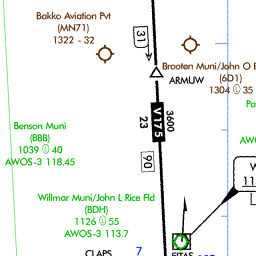 Bakko Aviation Pvt
(MN71)
1322 - 32
31
Brooten Muni/John O
(6D1)
1304 Ⓛ 35
ARMUW
V175
3600
23
Benson Muni
(BBB)
1039 Ⓛ 40
AWOS-3 118.45
90
Willmar Muni/John L Rice Fld
(BDH)
1126 Ⓛ 55
AWOS-3 113.7
Pa
W
11
7
CLAPS